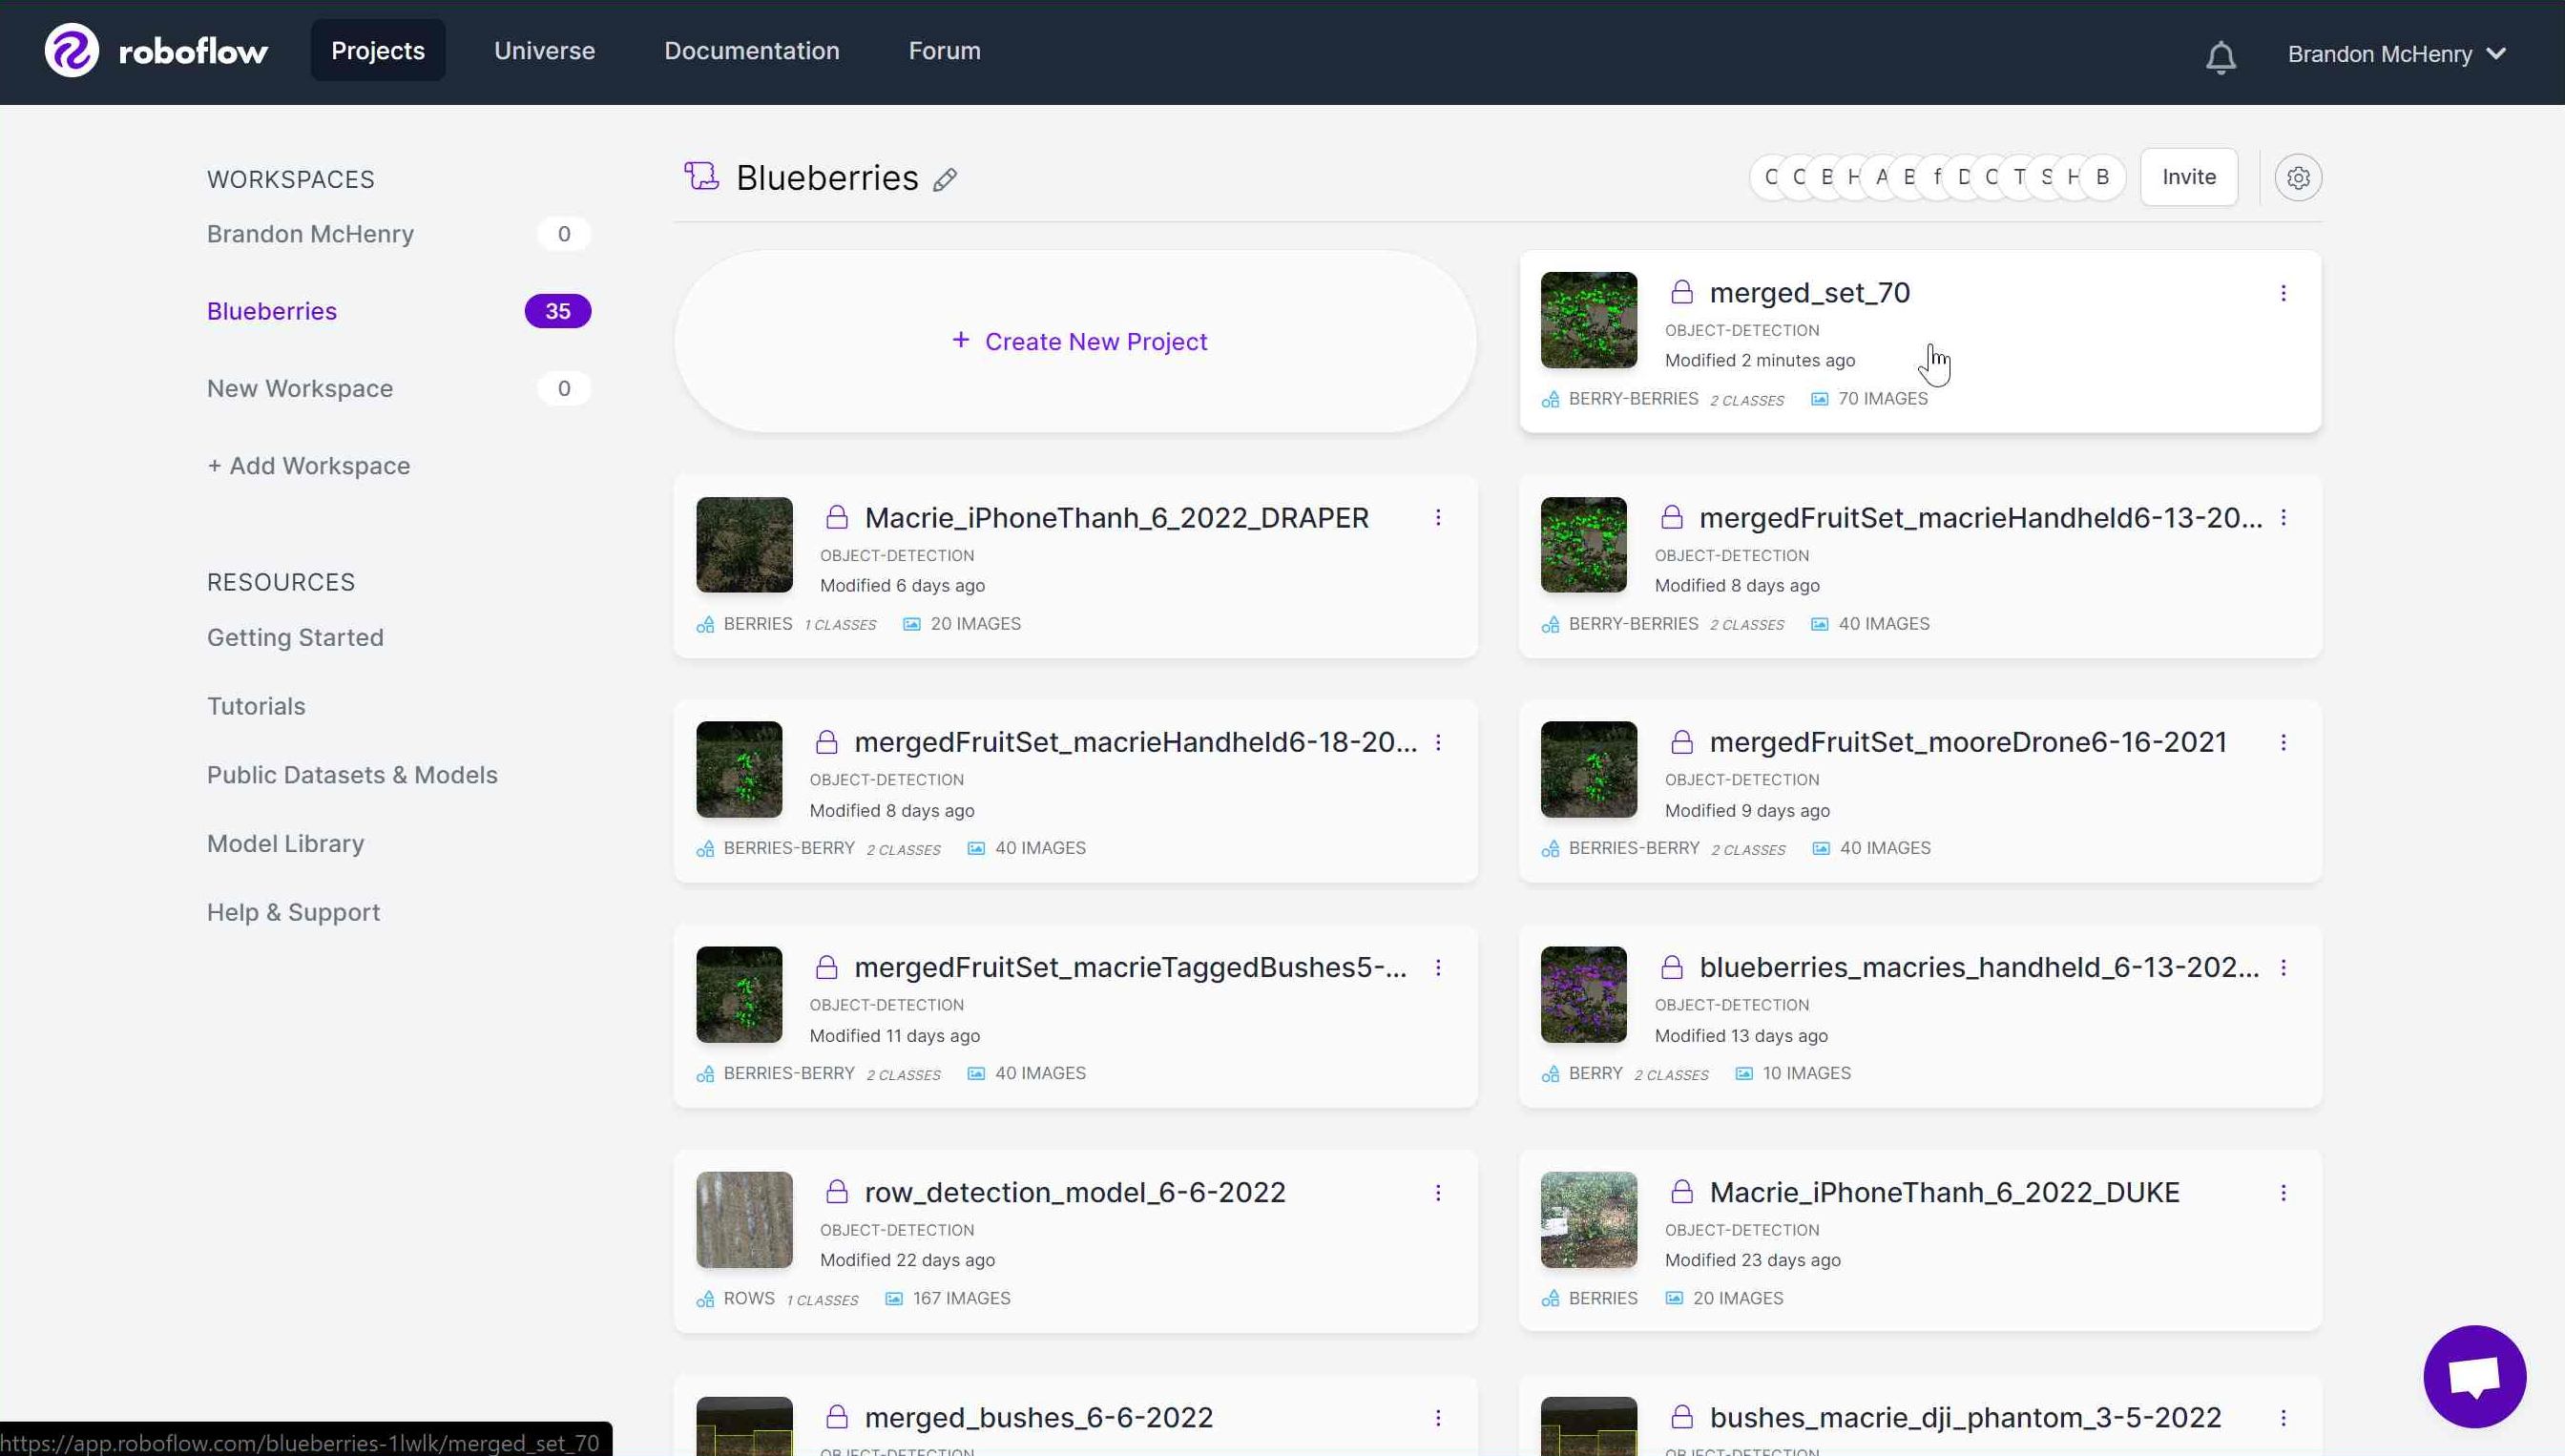 roboflow
Projects
Universe
Documentation
Forum
Brandon McHenry
WORKSPACES
Brandon McHenry 0
Blueberries 35
New Workspace 0
+ Add Workspace
RESOURCES
Getting Started
Tutorials
Public Datasets & Models
Model Library
Help & Support
Blueberries
C C B H A B f D C T S H B
Invite
+ Create New Project
merged_set_70
OBJECT-DETECTION
Modified 2 minutes ago
BERRY-BERRIES 2 CLASSES 70 IMAGES
Macrie_iPhoneThanh_6_2022_DRAPER
OBJECT-DETECTION
Modified 6 days ago
BERRIES 1 CLASSES 20 IMAGES
mergedFruitSet_macrieHandheld6-13-20...
OBJECT-DETECTION
Modified 8 days ago
BERRY-BERRIES 2 CLASSES 40 IMAGES
mergedFruitSet_macrieHandheld6-18-20...
OBJECT-DETECTION
Modified 8 days ago
BERRIES-BERRY 2 CLASSES 40 IMAGES
mergedFruitSet_mooreDrone6-16-2021
OBJECT-DETECTION
Modified 9 days ago
BERRIES-BERRY 2 CLASSES 40 IMAGES
mergedFruitSet_macrieTaggedBushes5-...
OBJECT-DETECTION
Modified 11 days ago
BERRIES-BERRY 2 CLASSES 40 IMAGES
blueberries_macries_handheld_6-13-202...
OBJECT-DETECTION
Modified 13 days ago
BERRY 2 CLASSES 10 IMAGES
row_detection_model_6-6-2022
OBJECT-DETECTION
Modified 22 days ago
ROWS 1 CLASSES 167 IMAGES
Macrie_iPhoneThanh_6_2022_DUKE
OBJECT-DETECTION
Modified 23 days ago
BERRIES 20 IMAGES
merged_bushes_6-6-2022
OBJECT-DETECTION
bushes_macrie_dji_phantom_3-5-2022
OBJECT-DETECTION
https://app.roboflow.com/blueberries-1lwlk/merged_set_70